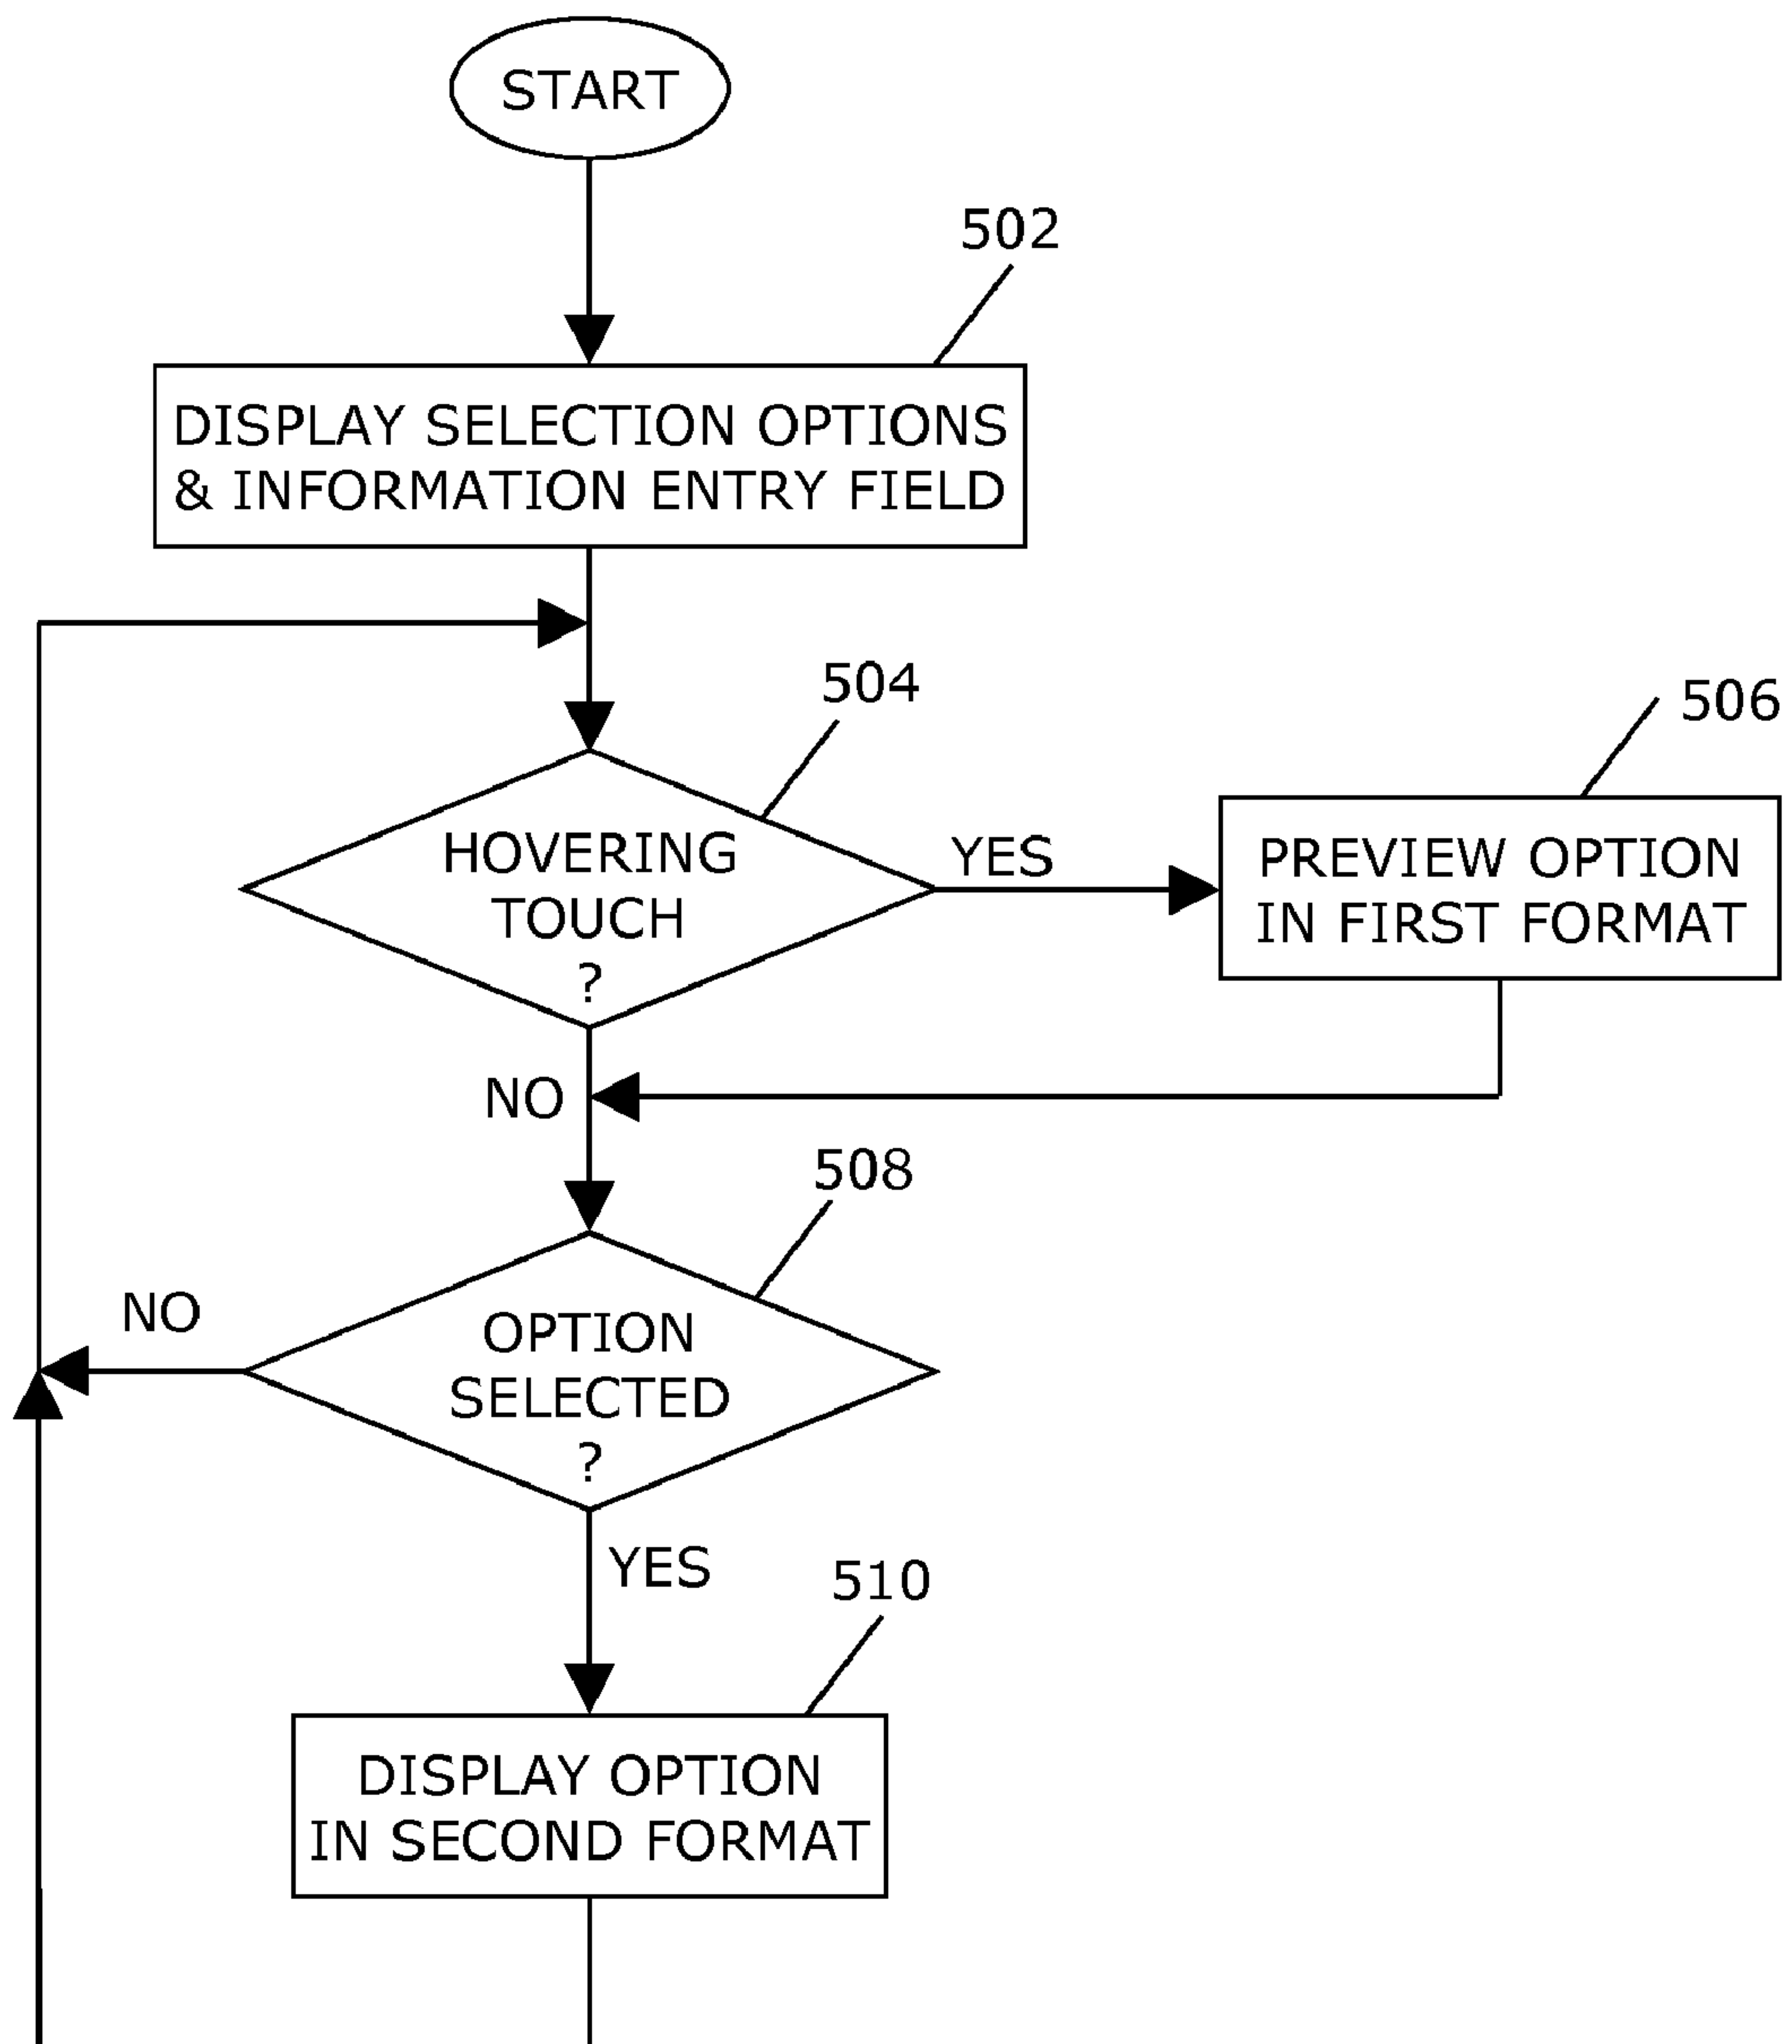 START
502
DISPLAY SELECTION OPTIONS
& INFORMATION ENTRY FIELD
504
506
HOVERING
TOUCH
?
YES
PREVIEW OPTION
IN FIRST FORMAT
NO
508
NO
OPTION
SELECTED
?
YES
510
DISPLAY OPTION
IN SECOND FORMAT